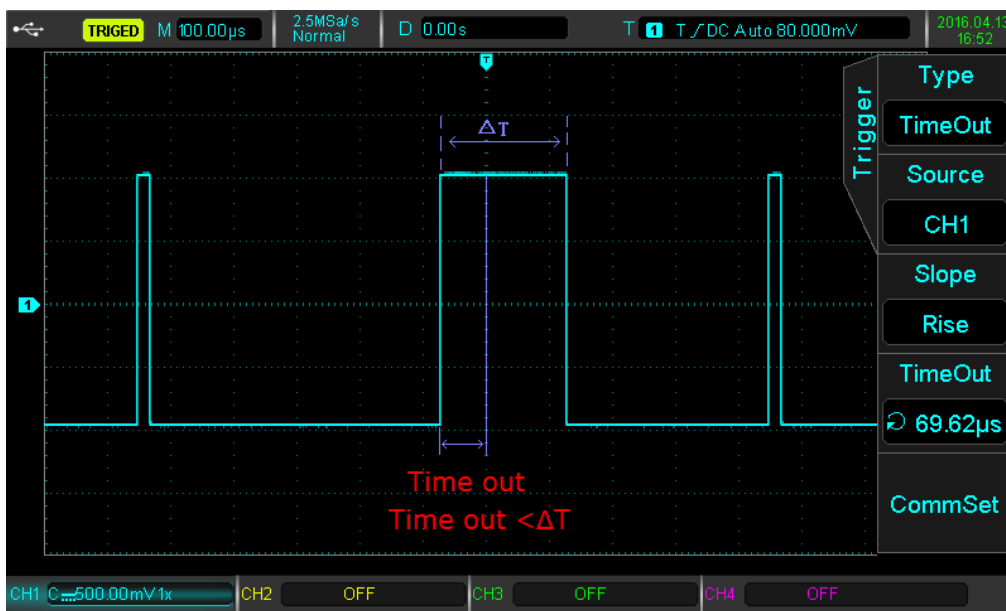 TRIGED M 100.00µs 2.5MSa/s Normal D 0.00s T 1 T DC Auto 80.000mV 2016.04.13 16:52
T
Trigger
Type
TimeOut
Source
CH1
Slope
Rise
TimeOut
69.62µs
CommSet
ΔT
1
Time out
Time out <ΔT
CH1 C 500.00mV 1x CH2 OFF CH3 OFF CH4 OFF